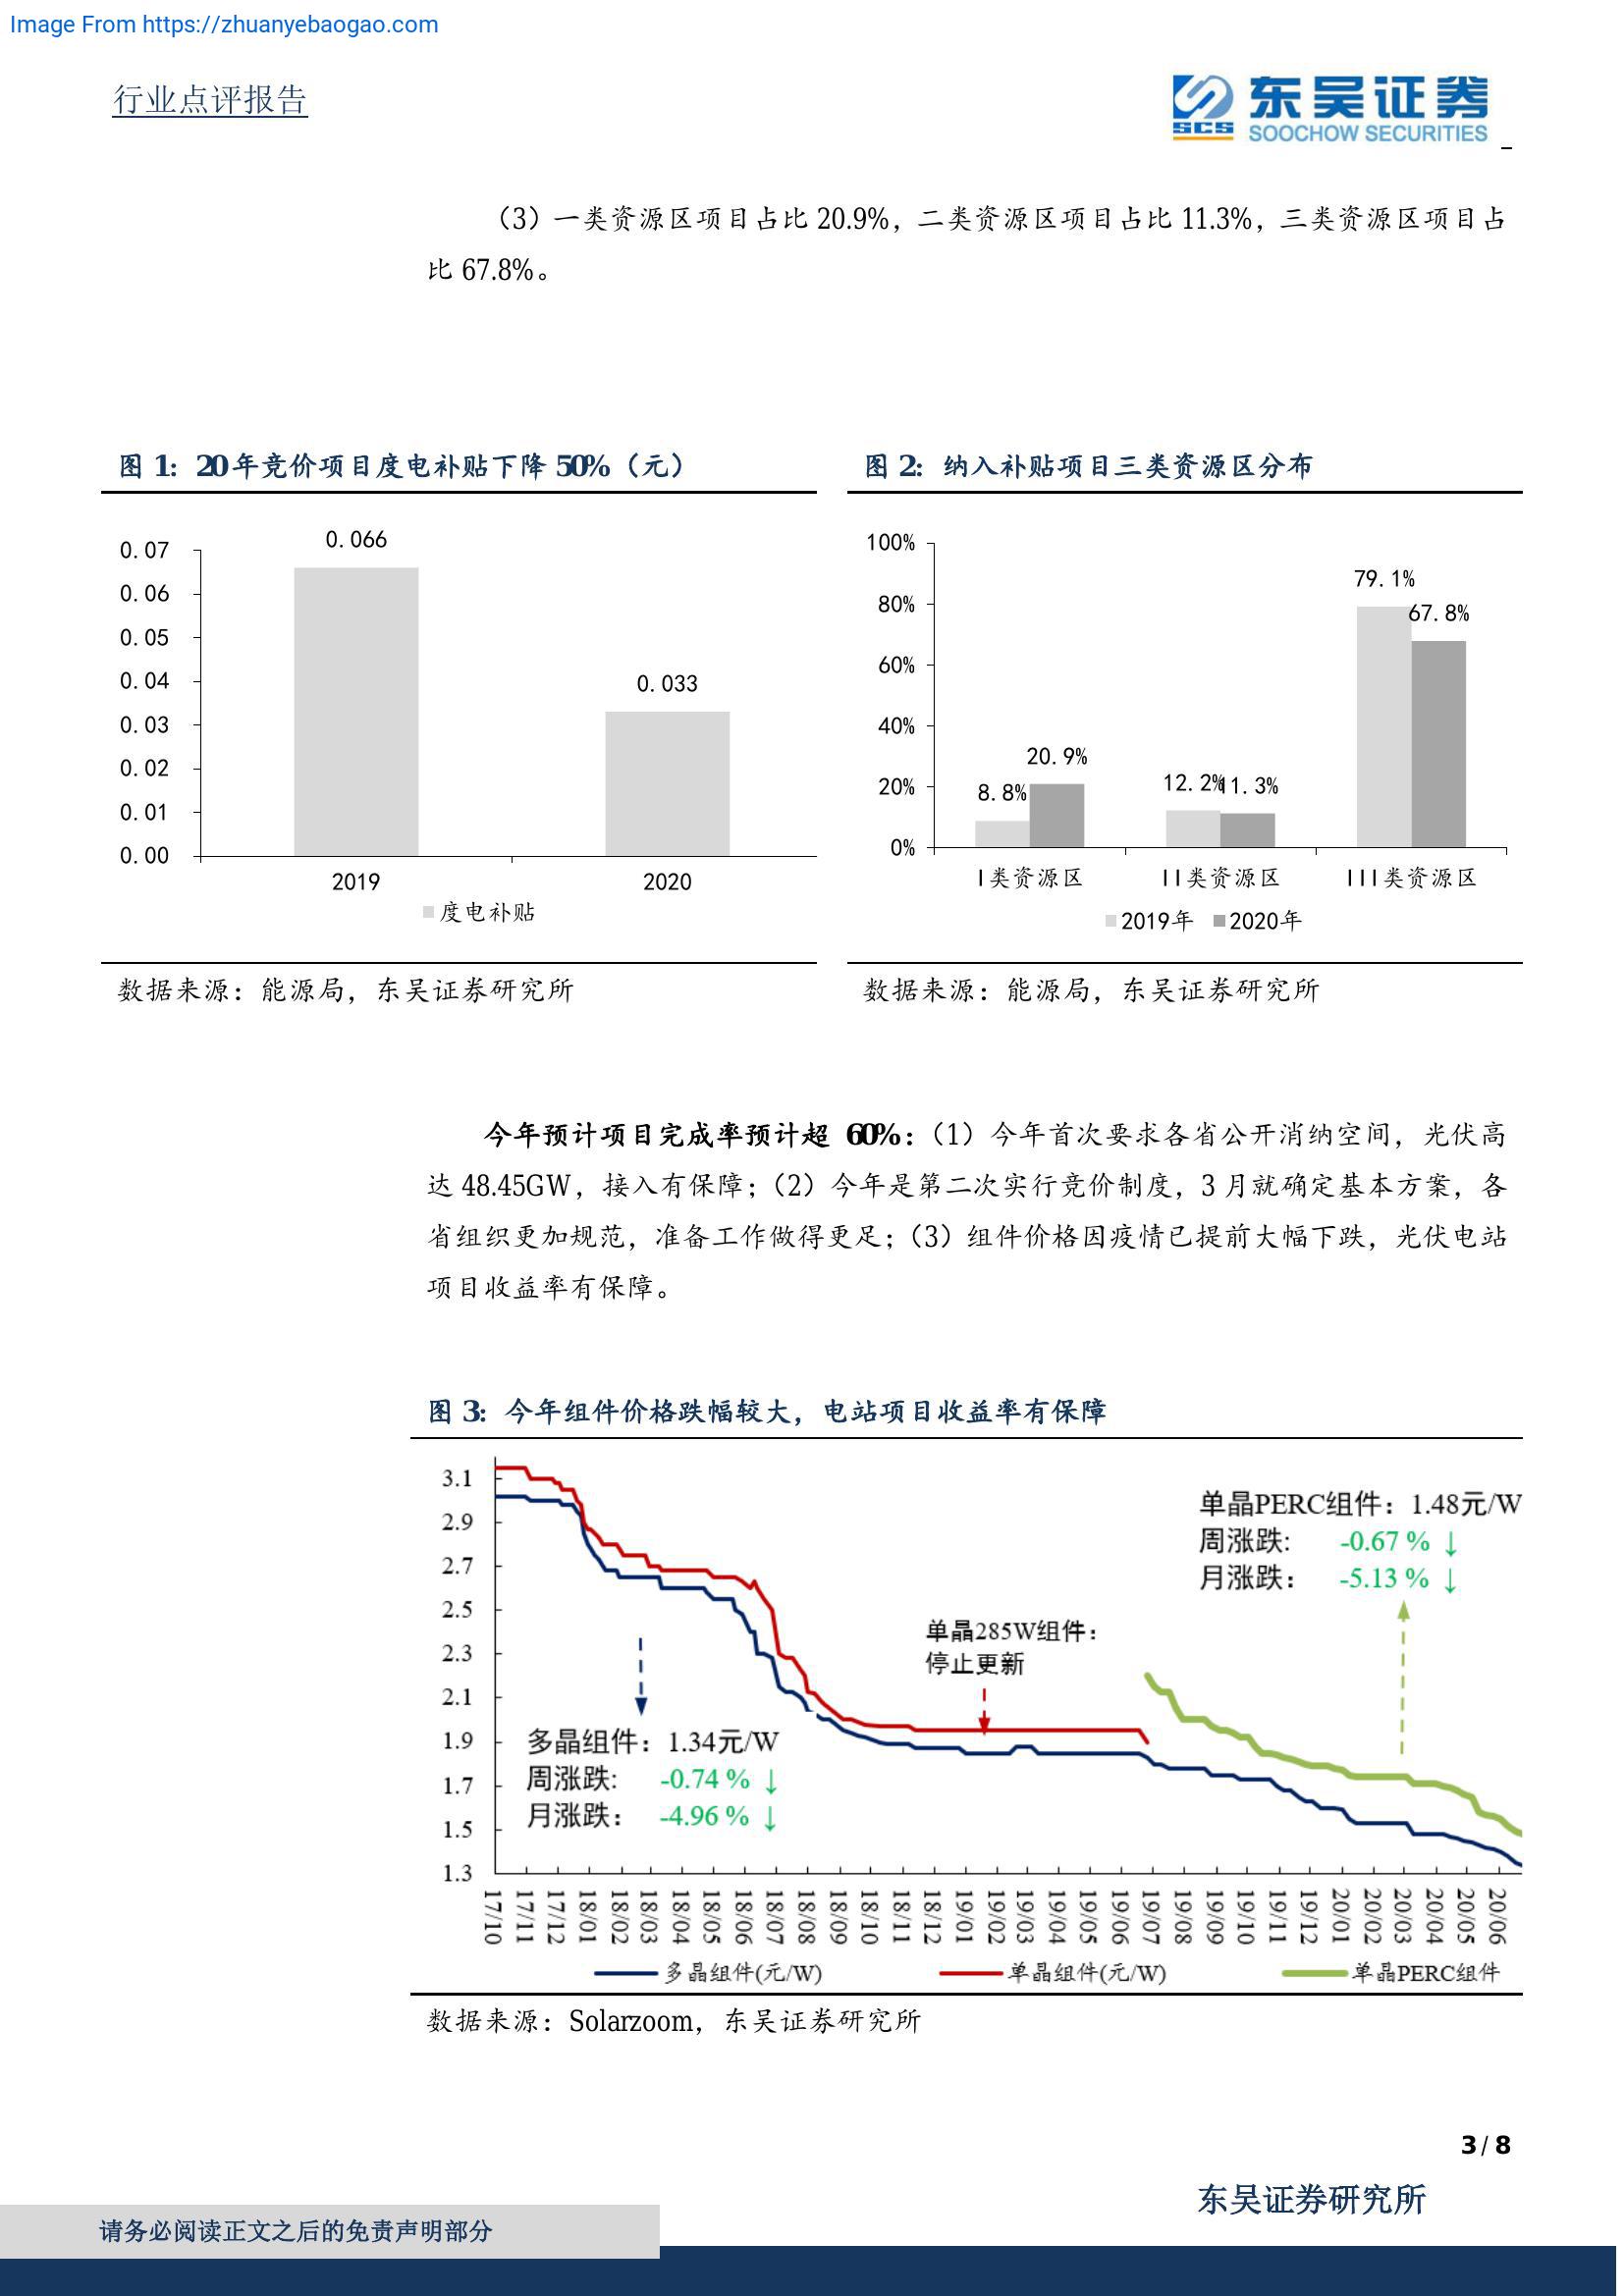 Image From https://zhuanyebaogao.com
行业点评报告
SCS
东吴证券
SOOCHOW SECURITIES
（3）一类资源区项目占比 20.9%，二类资源区项目占比 11.3%，三类资源区项目占
比 67.8%。
图 1：20 年竞价项目度电补贴下降 50%（元）
0.07
0.06
0.05
0.04
0.03
0.02
0.01
0.00
0.066
0.033
2019
2020
度电补贴
数据来源：能源局，东吴证券研究所
图 2：纳入补贴项目三类资源区分布
100%
80%
60%
40%
20%
0%
8.8%
20.9%
12.2%
11.3%
79.1%
67.8%
I类资源区
II类资源区
III类资源区
2019年
2020年
数据来源：能源局，东吴证券研究所
今年预计项目完成率预计超 60%：（1）今年首次要求各省公开消纳空间，光伏高
达 48.45GW，接入有保障；（2）今年是第二次实行竞价制度，3 月就确定基本方案，各
省组织更加规范，准备工作做得更足；（3）组件价格因疫情已提前大幅下跌，光伏电站
项目收益率有保障。
图 3：今年组件价格跌幅较大，电站项目收益率有保障
3.1
2.9
2.7
2.5
2.3
2.1
1.9
1.7
1.5
1.3
单晶PERC组件：1.48元/W
周涨跌: -0.67 % ↓
月涨跌： -5.13 % ↓
单晶285W组件：
停止更新
多晶组件：1.34元/W
周涨跌: -0.74 % ↓
月涨跌： -4.96 % ↓
17/10
17/11
17/12
18/01
18/02
18/03
18/04
18/05
18/06
18/07
18/08
18/09
18/10
18/11
18/12
19/01
19/02
19/03
19/04
19/05
19/06
19/07
19/08
19/09
19/10
19/11
19/12
20/01
20/02
20/03
20/04
20/05
20/06
多晶组件(元/W)
单晶组件(元/W)
单晶PERC组件
数据来源：Solarzoom，东吴证券研究所
3 / 8
东吴证券研究所
请务必阅读正文之后的免责声明部分